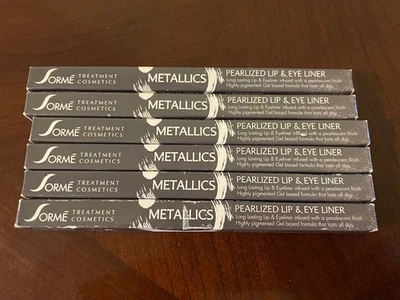 SORMÉ TREATMENT COSMETICS METALLICS PEARLIZED LIP & EYE LINER
Long lasting Lip & Eyeliner infused with a pearlescent finish
Highly pigmented Gel based formula that lasts all day.
SORMÉ TREATMENT COSMETICS METALLICS PEARLIZED LIP & EYE LINER
Long lasting Lip & Eyeliner infused with a pearlescent finish
Highly pigmented Gel based formula that lasts all day.
SORMÉ TREATMENT COSMETICS METALLICS PEARLIZED LIP & EYE LINER
Long lasting Lip & Eyeliner infused with a pearlescent finish
Highly pigmented Gel based formula that lasts all day.
SORMÉ TREATMENT COSMETICS METALLICS PEARLIZED LIP & EYE LINER
Long lasting Lip & Eyeliner infused with a pearlescent finish
Highly pigmented Gel based formula that lasts all day.
SORMÉ TREATMENT COSMETICS METALLICS PEARLIZED LIP & EYE LINER
Long lasting Lip & Eyeliner infused with a pearlescent finish
Highly pigmented Gel based formula that lasts all day.
SORMÉ TREATMENT COSMETICS METALLICS PEARLIZED LIP & EYE LINER
Long lasting Lip & Eyeliner infused with a pearlescent finish
Highly pigmented Gel based formula that lasts all day.